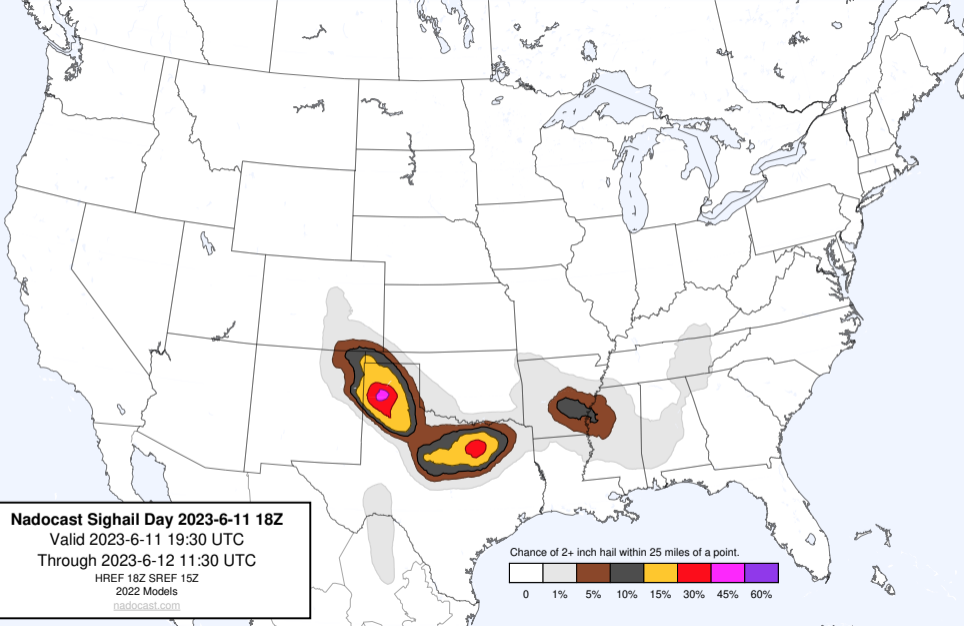 Nadocast Sighail Day 2023-6-11 18Z
Valid 2023-6-11 19:30 UTC
Through 2023-6-12 11:30 UTC
HREF 18Z SREF 15Z
2022 Models
nadocast.com
Chance of 2+ inch hail within 25 miles of a point.
0 1% 5% 10% 15% 30% 45% 60%